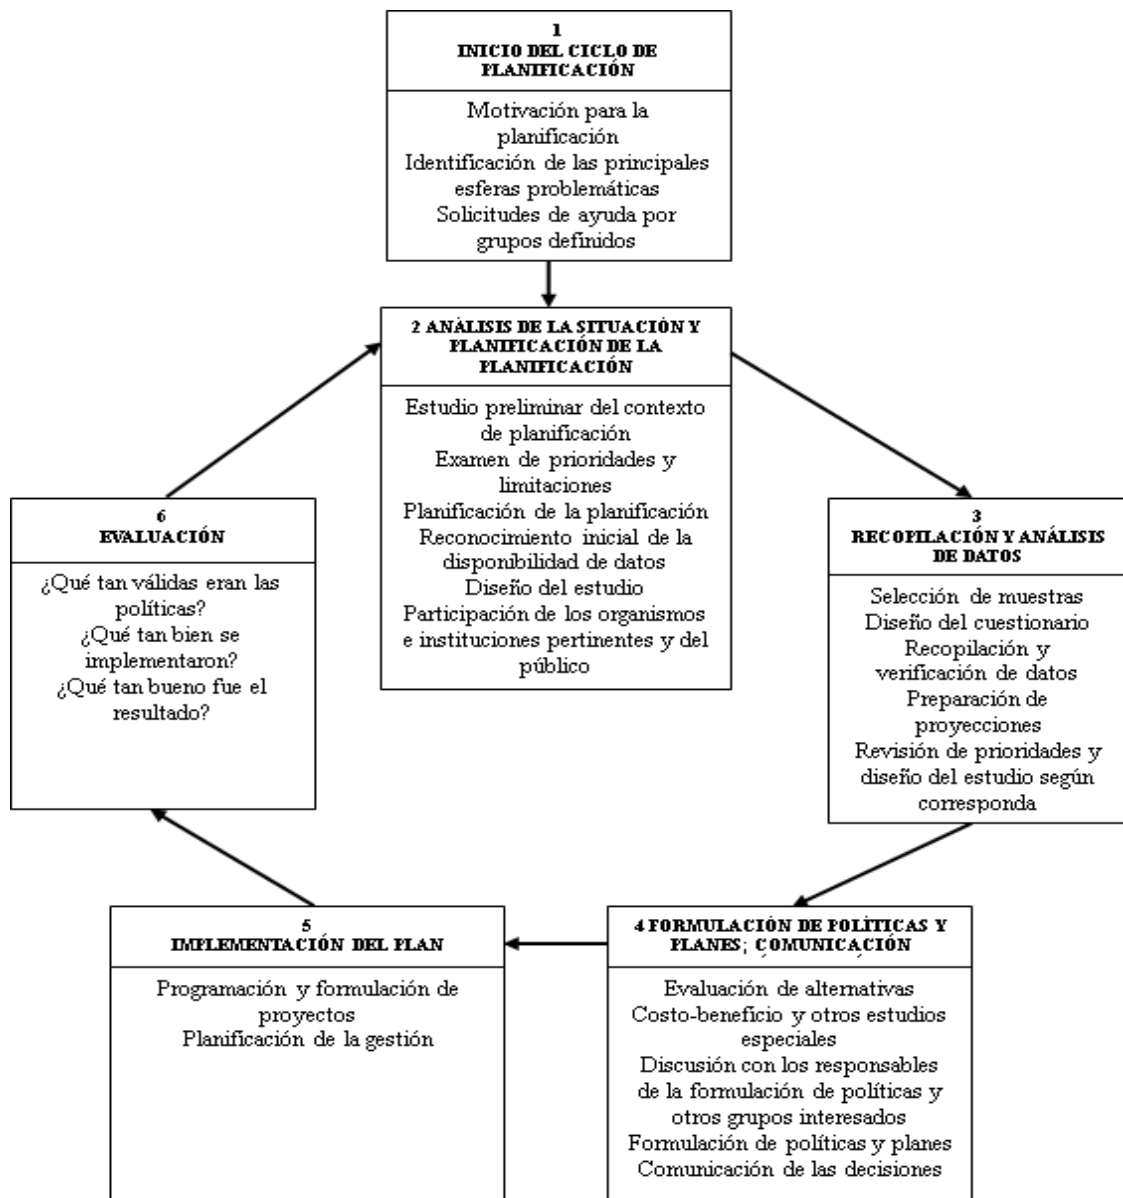 1
INICIO DEL CICLO DE
PLANIFICACIÓN
Motivación para la
planificación
Identificación de las principales
esferas problemáticas
Solicitudes de ayuda por
grupos definidos
2 ANÁLISIS DE LA SITUACIÓN Y
PLANIFICACIÓN DE LA
PLANIFICACIÓN
Estudio preliminar del contexto
de planificación
Examen de prioridades y
limitaciones
Planificación de la planificación
Reconocimiento inicial de la
disponibilidad de datos
Diseño del estudio
Participación de los organismos
e instituciones pertinentes y del
público
3
RECOPILACIÓN Y ANÁLISIS
DE DATOS
Selección de muestras
Diseño del cuestionario
Recopilación y
verificación de datos
Preparación de
proyecciones
Revisión de prioridades y
diseño del estudio según
corresponda
4 FORMULACIÓN DE POLÍTICAS Y
PLANES; COMUNICACIÓN
Evaluación de alternativas
Costo-beneficio y otros estudios
especiales
Discusión con los responsables
de la formulación de políticas y
otros grupos interesados
Formulación de políticas y planes
Comunicación de las decisiones
5
IMPLEMENTACIÓN DEL PLAN
Programación y formulación de
proyectos
Planificación de la gestión
6
EVALUACIÓN
¿Qué tan válidas eran las
políticas?
¿Qué tan bien se
implementaron?
¿Qué tan bueno fue el
resultado?